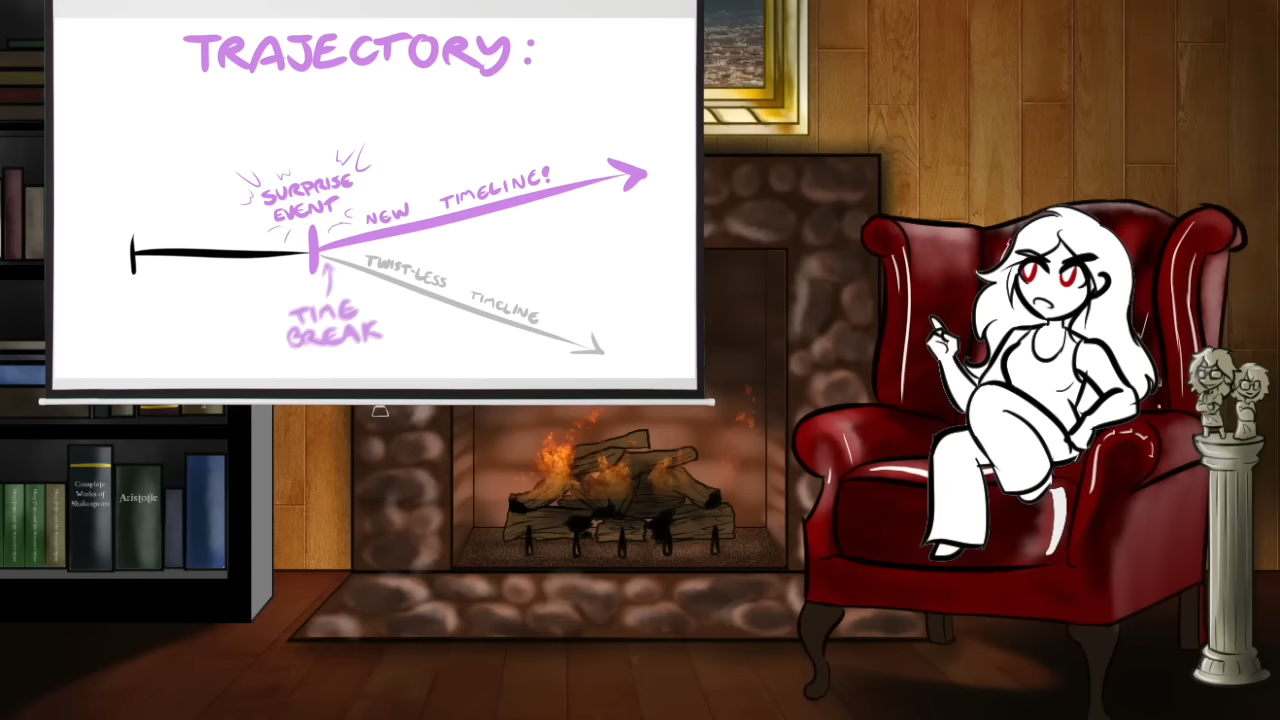 TRAJECTORY:
SURPRISE
EVENT
NEW TIMELINE!
TWIST-LESS TIMELINE
TIME
BREAK
Complete
Works of
Shakespeare
Aristotle